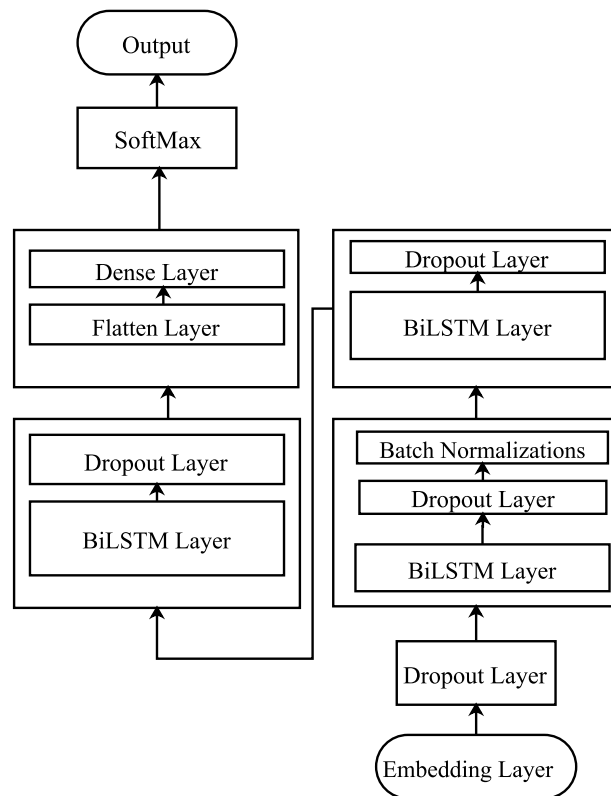 Output
SoftMax
Dense Layer
Flatten Layer
Dropout Layer
BiLSTM Layer
Dropout Layer
BiLSTM Layer
Batch Normalizations
Dropout Layer
BiLSTM Layer
Dropout Layer
Embedding Layer